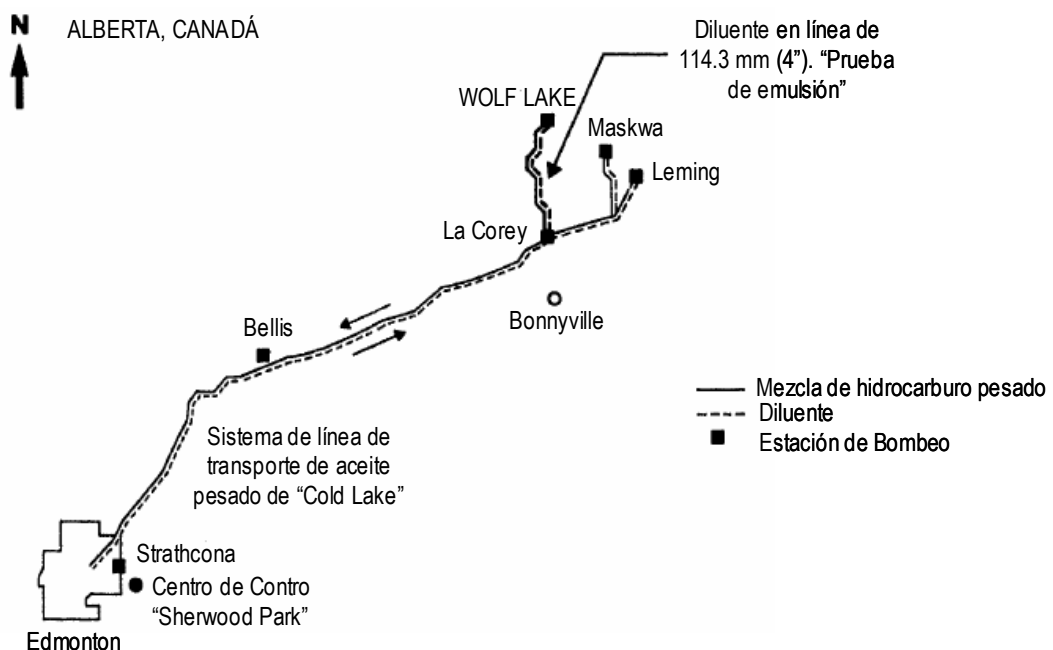 N
ALBERTA, CANADÁ
Diluente en línea de
114.3 mm (4”). “Prueba
de emulsión”
WOLF LAKE
Maskwa
Leming
La Corey
Bonnyville
Bellis
Mezcla de hidrocarburo pesado
Diluente
Estación de Bombeo
Sistema de línea de
transporte de aceite
pesado de “Cold Lake”
Strathcona
Centro de Contro
“Sherwood Park”
Edmonton